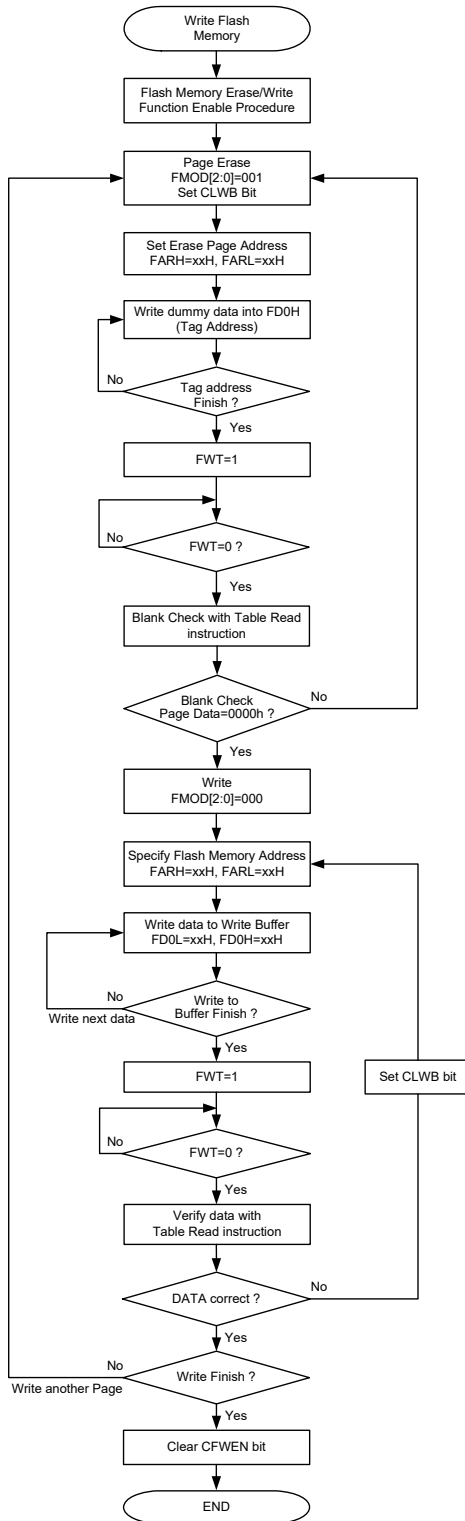 Write Flash
Memory
Flash Memory Erase/Write
Function Enable Procedure
Page Erase
FMOD[2:0]=001
Set CLWB Bit
Set Erase Page Address
FARH=xxH, FARL=xxH
Write dummy data into FD0H
(Tag Address)
No
Tag address
Finish ?
Yes
FWT=1
No
FWT=0 ?
Yes
Blank Check with Table Read
instruction
No
Blank Check
Page Data=0000h ?
Yes
Write
FMOD[2:0]=000
Specify Flash Memory Address
FARH=xxH, FARL=xxH
Write data to Write Buffer
FD0L=xxH, FD0H=xxH
No
Write next data
Write to
Buffer Finish ?
Yes
FWT=1
Set CLWB bit
No
FWT=0 ?
Yes
Verify data with
Table Read instruction
No
DATA correct ?
Yes
No
Write another Page
Write Finish ?
Yes
Clear CFWEN bit
END